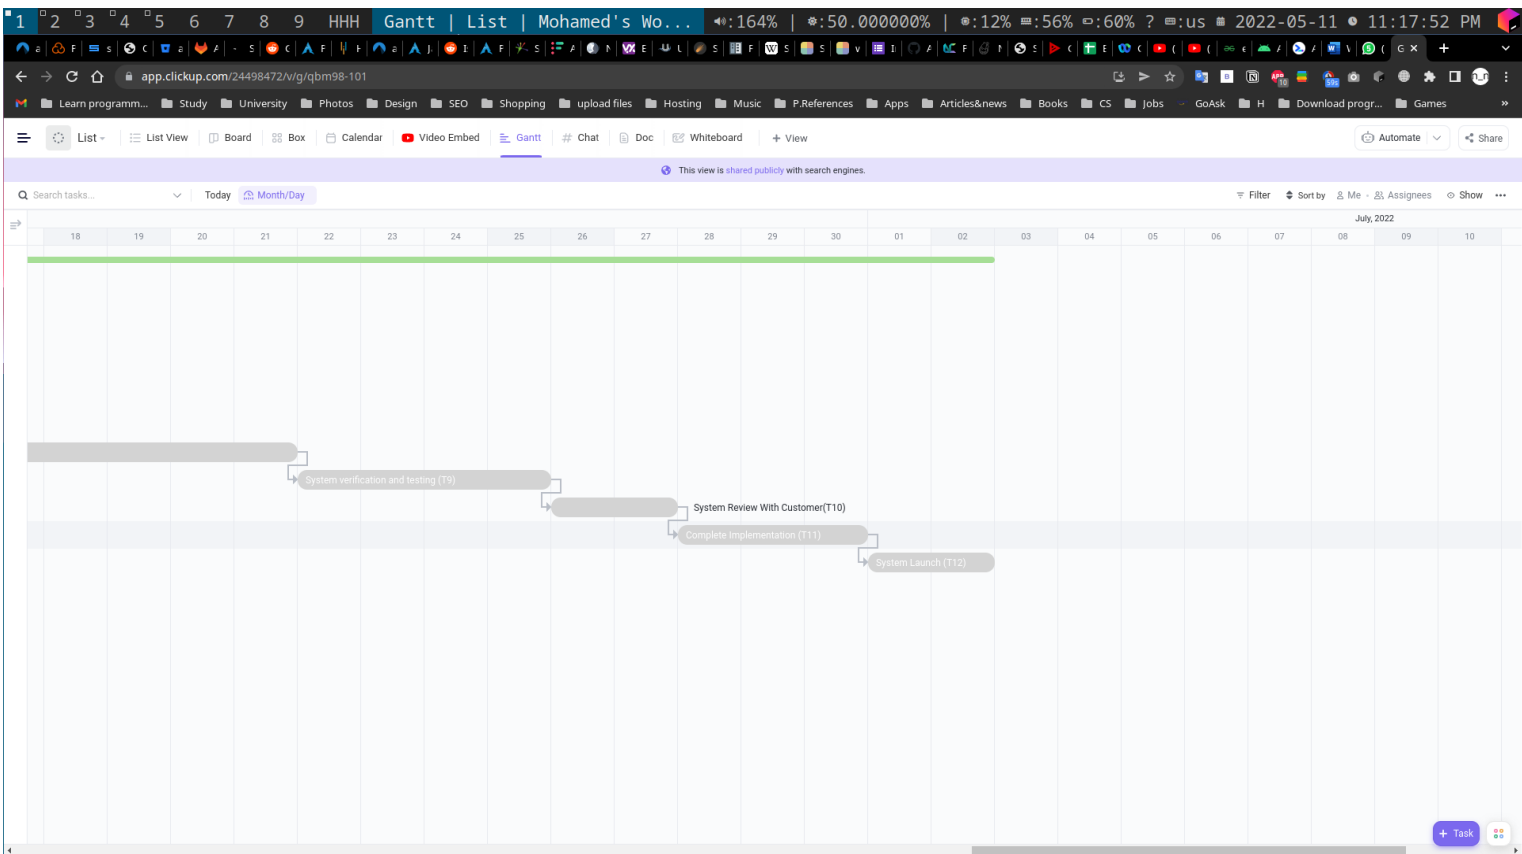 1 2 3 4 5 6 7 8 9 HHH Gantt | List | Mohamed's Wo... :164% | :50.000000% | :12% :56% :60% ? :us 2022-05-11 11:17:52 PM
app.clickup.com/24498472/v/g/qbm98-101
Learn programm... Study University Photos Design SEO Shopping upload files Hosting Music P.References Apps Articles&news Books CS Jobs GoAsk H Download progr... Games »
List List View Board Box Calendar Video Embed Gantt # Chat Doc Whiteboard + View Automate Share
This view is shared publicly with search engines.
Search tasks... Today Month/Day Filter Sort by Me - Assignees Show ...
July, 2022
18 19 20 21 22 23 24 25 26 27 28 29 30 01 02 03 04 05 06 07 08 09 10
System verification and testing (T9)
System Review With Customer(T10)
Complete Implementation (T11)
System Launch (T12)
+ Task